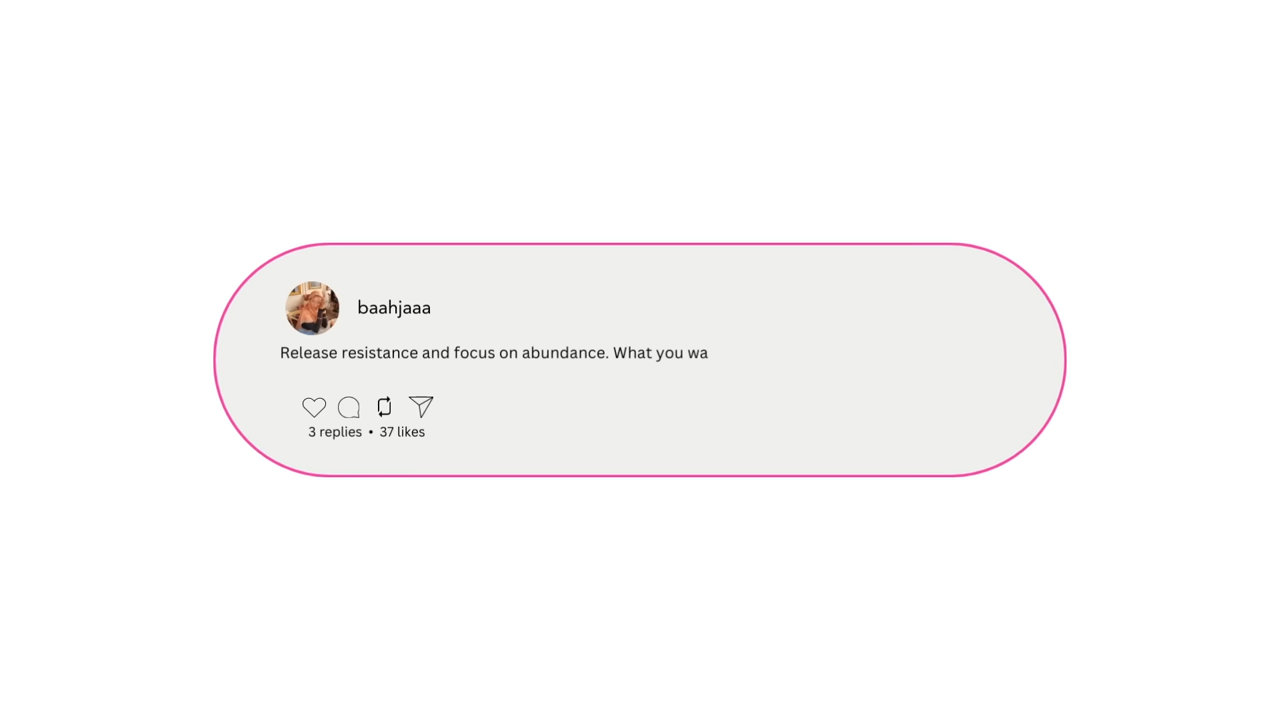 baahjaaa
Release resistance and focus on abundance. What you wa
3 replies • 37 likes